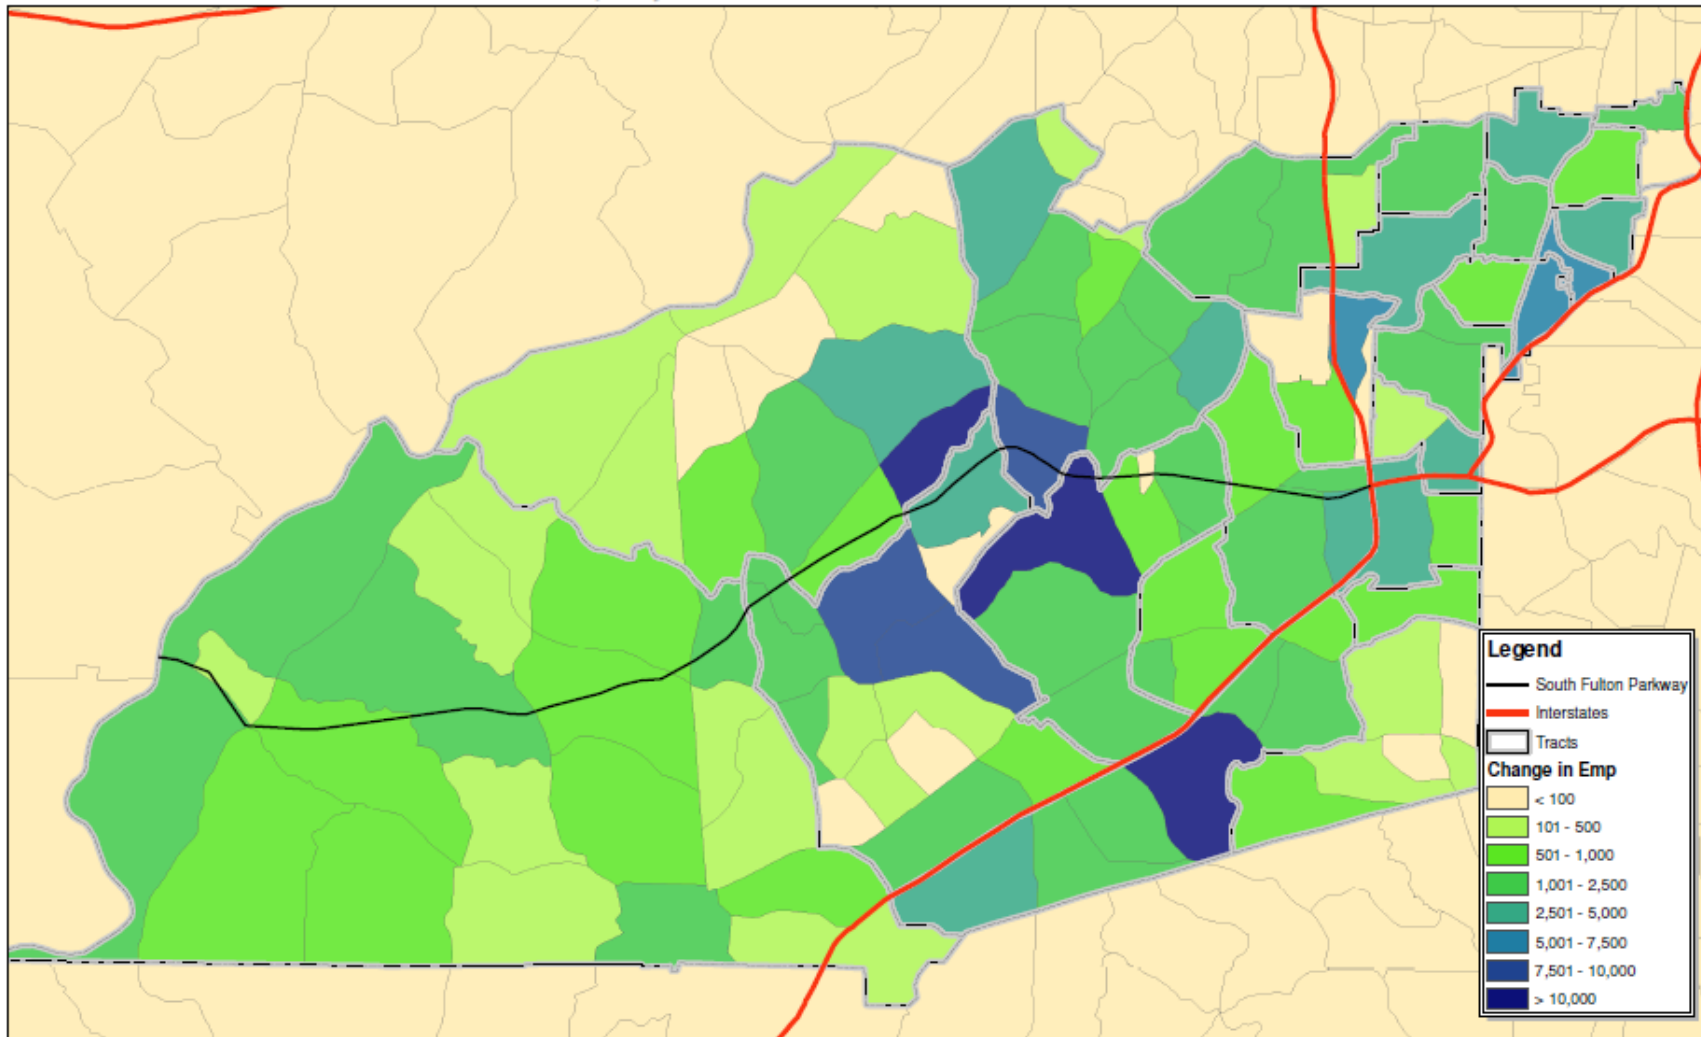 Legend
South Fulton Parkway
Interstates
Tracts
Change in Emp
< 100
101 - 500
501 - 1,000
1,001 - 2,500
2,501 - 5,000
5,001 - 7,500
7,501 - 10,000
> 10,000